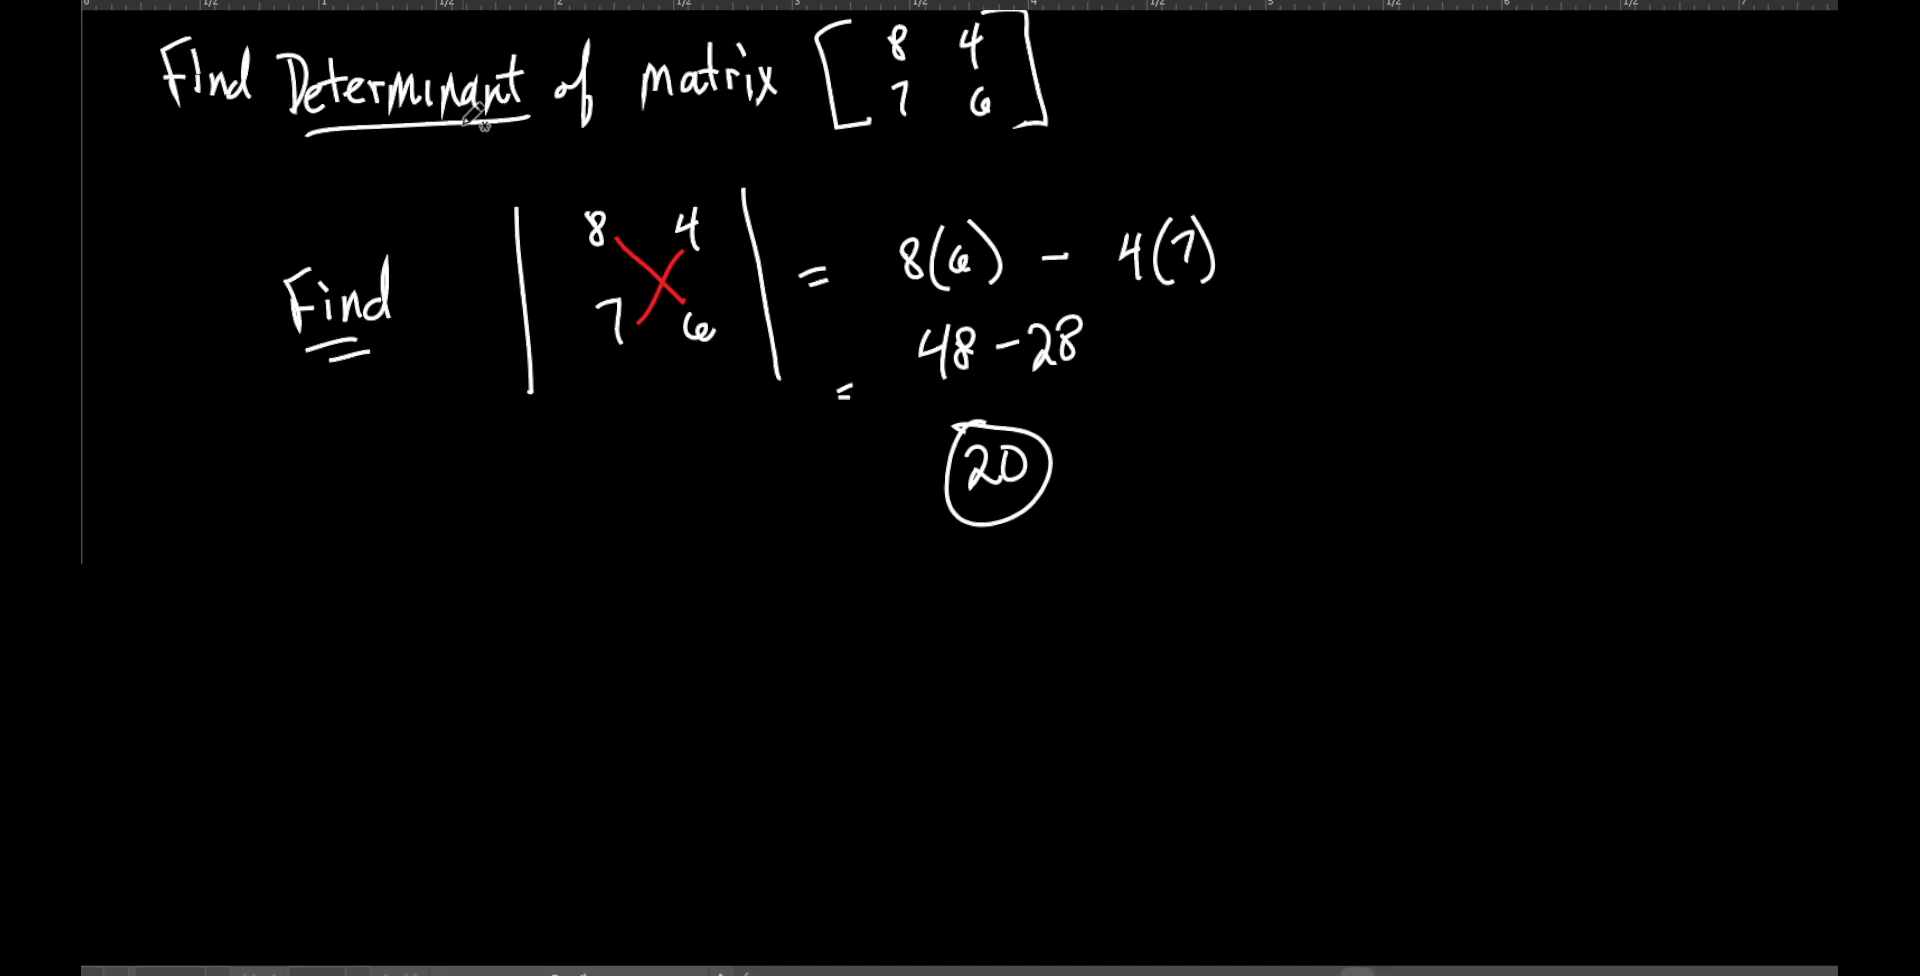 Find Determinant of matrix [ 8 4
7 6 ]
Find | 8 4
7 6 | = 8(6) - 4(7)
= 48 - 28
20